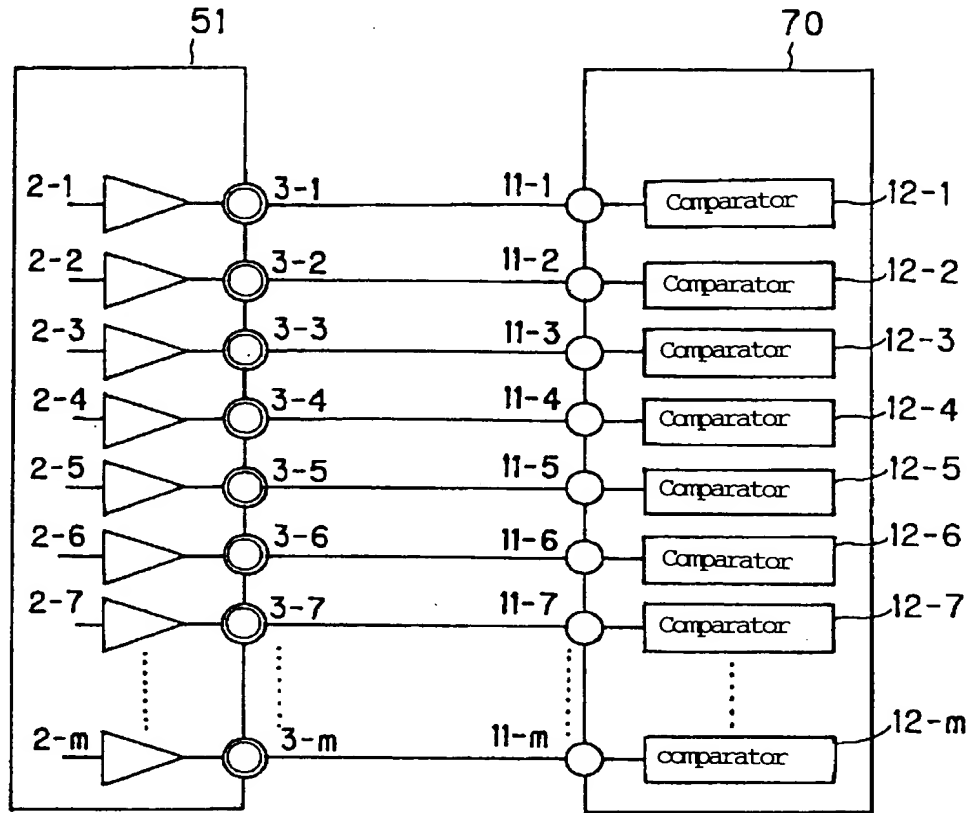 51 70
2-1 3-1 11-1 Comparator 12-1
2-2 3-2 11-2 Comparator 12-2
2-3 3-3 11-3 Comparator 12-3
2-4 3-4 11-4 Comparator 12-4
2-5 3-5 11-5 Comparator 12-5
2-6 3-6 11-6 Comparator 12-6
2-7 3-7 11-7 Comparator 12-7
2-m 3-m 11-m comparator 12-m